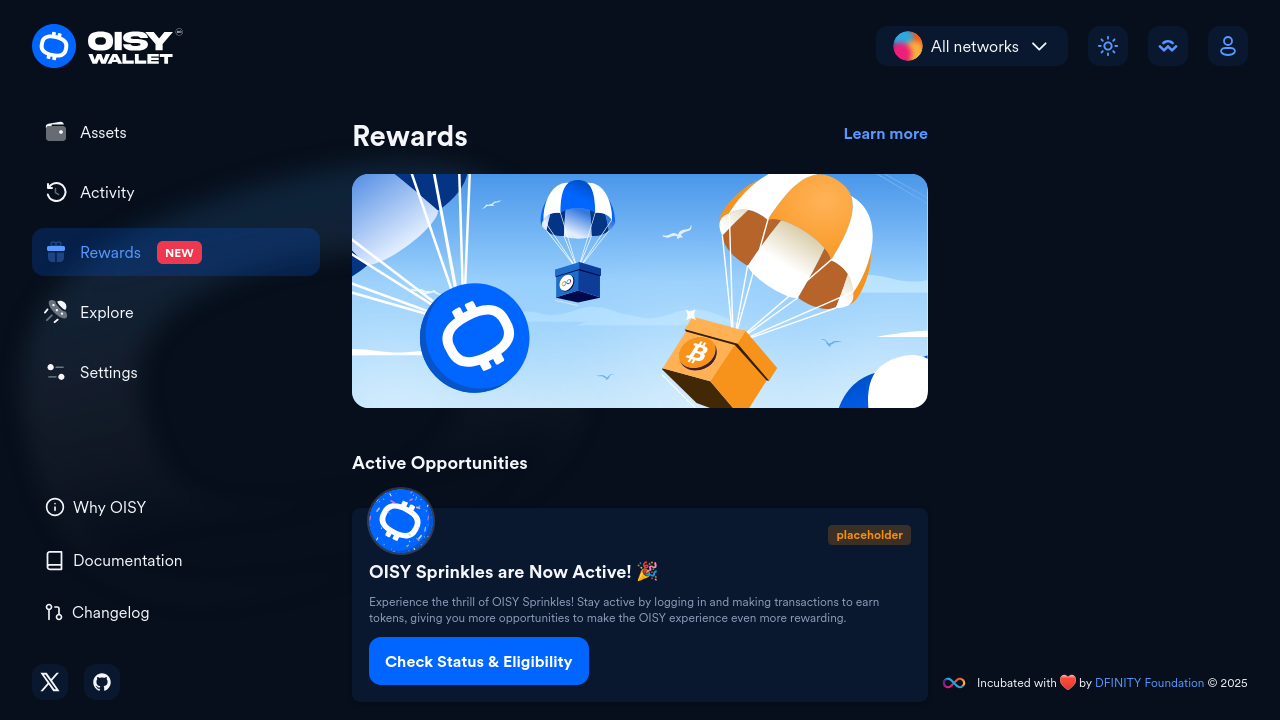 OISY
WALLET
All networks
Assets
Activity
Rewards NEW
Explore
Settings
Why OISY
Documentation
Changelog
Rewards
Learn more
Active Opportunities
placeholder
OISY Sprinkles are Now Active! 🎉
Experience the thrill of OISY Sprinkles! Stay active by logging in and making transactions to earn
tokens, giving you more opportunities to make the OISY experience even more rewarding.
Check Status & Eligibility
Incubated with ❤️ by DFINITY Foundation © 2025